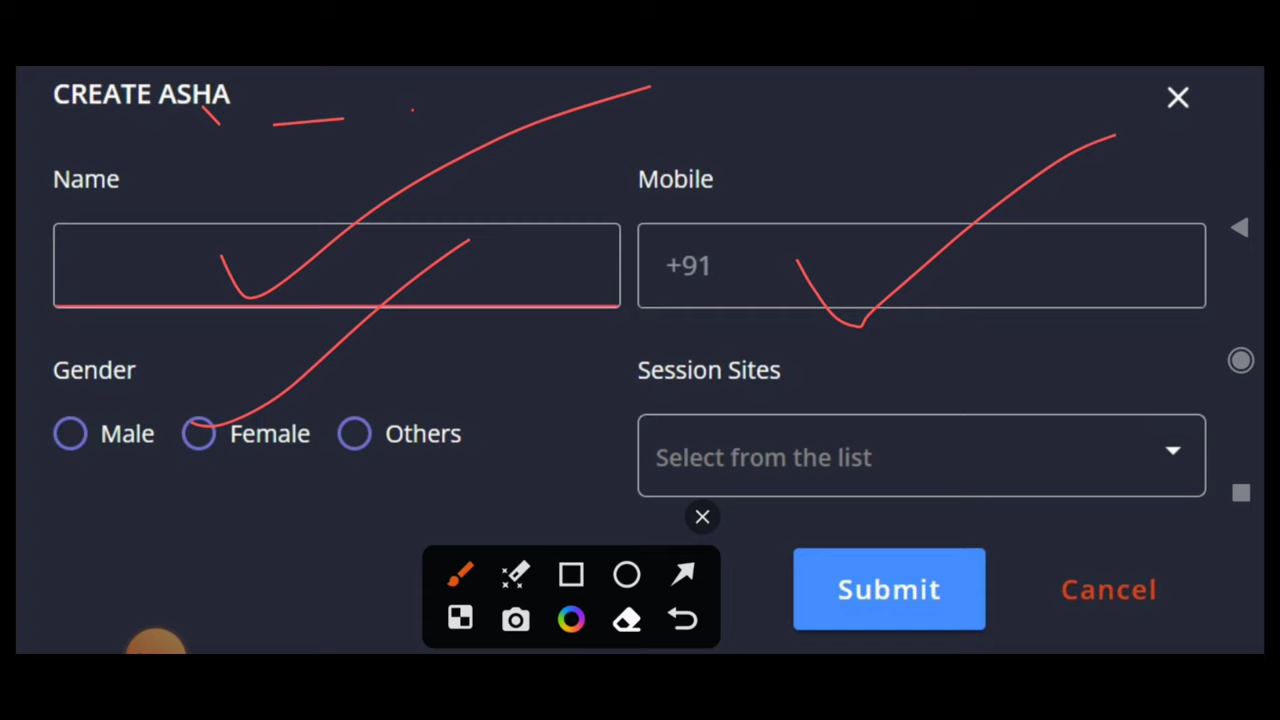 CREATE ASHA
Name
Mobile
+91
Gender
Session Sites
Male
Female
Others
Select from the list
Submit
Cancel